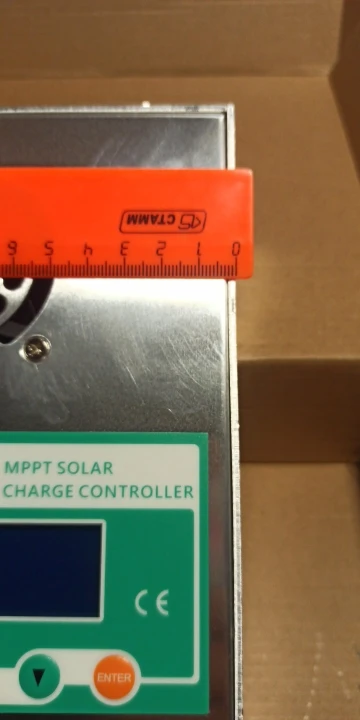 СТАММ
6 5 4 3 2 1 0
MPPT SOLAR
CHARGE CONTROLLER
CE
▼
ENTER